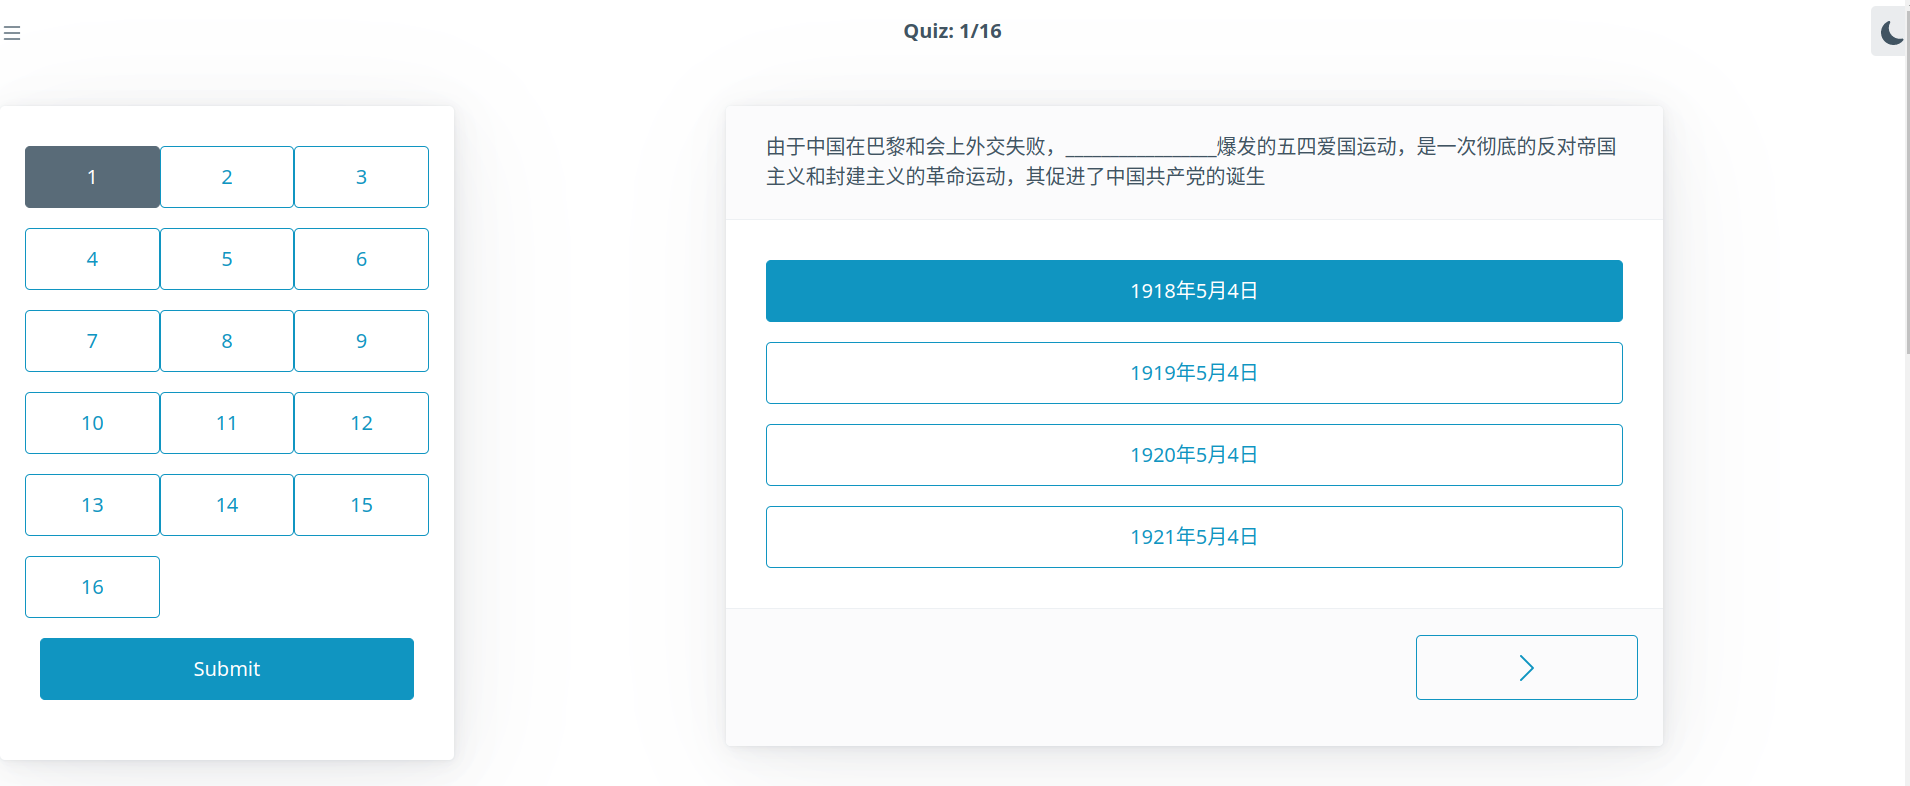 Quiz: 1/16
1
2
3
4
5
6
7
8
9
10
11
12
13
14
15
16
Submit
由于中国在巴黎和会上外交失败，_______________爆发的五四爱国运动，是一次彻底的反对帝国
主义和封建主义的革命运动，其促进了中国共产党的诞生
1918年5月4日
1919年5月4日
1920年5月4日
1921年5月4日